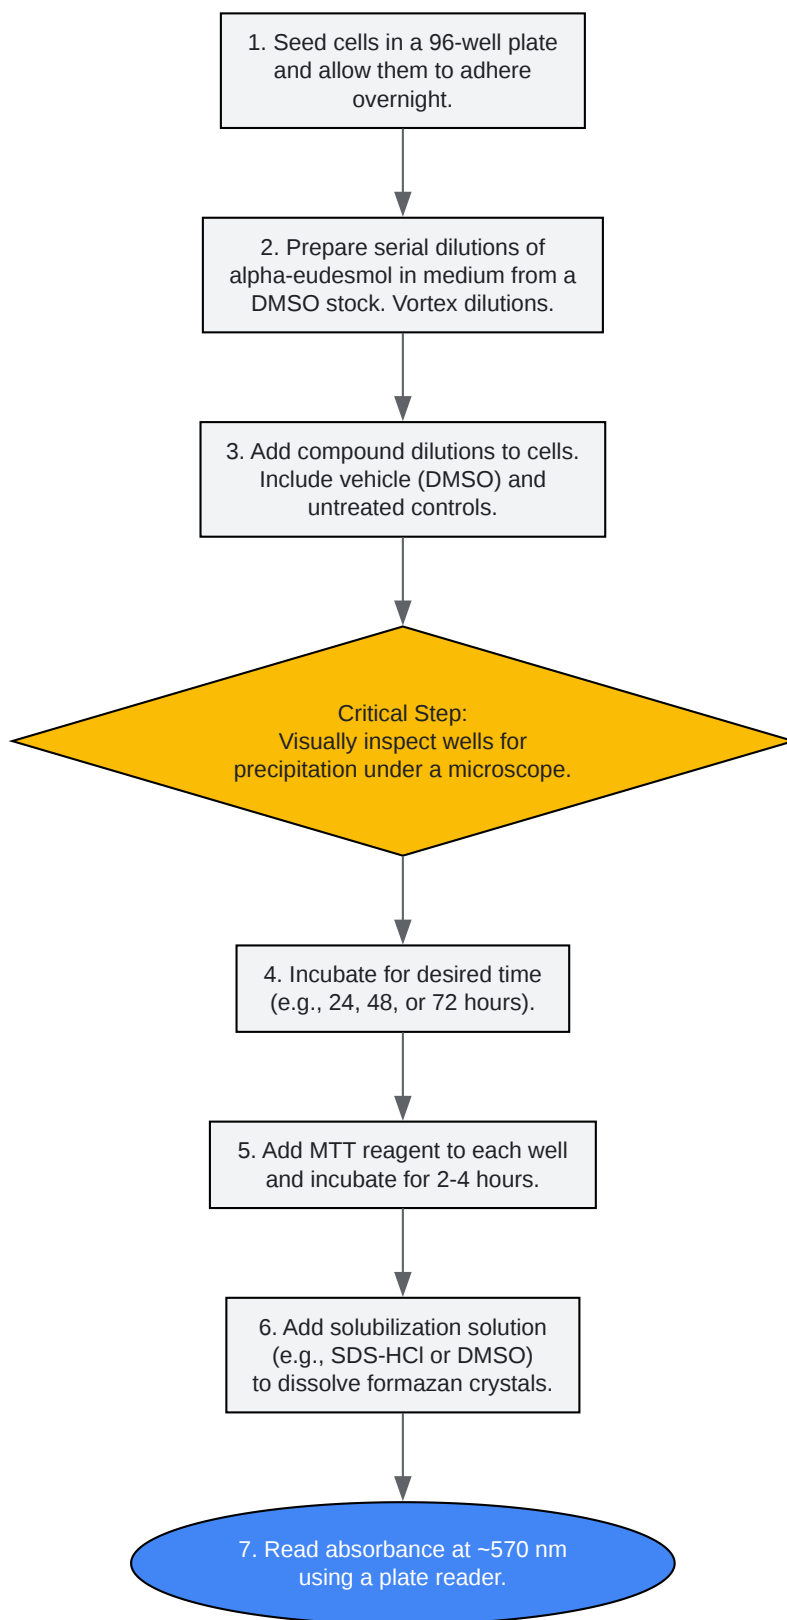 1. Seed cells in a 96-well plate
and allow them to adhere
overnight.
2. Prepare serial dilutions of
alpha-eudesmol in medium from a
DMSO stock. Vortex dilutions.
3. Add compound dilutions to cells.
Include vehicle (DMSO) and
untreated controls.
Critical Step:
Visually inspect wells for
precipitation under a microscope.
4. Incubate for desired time
(e.g., 24, 48, or 72 hours).
5. Add MTT reagent to each well
and incubate for 2-4 hours.
6. Add solubilization solution
(e.g., SDS-HCl or DMSO)
to dissolve formazan crystals.
7. Read absorbance at ~570 nm
using a plate reader.